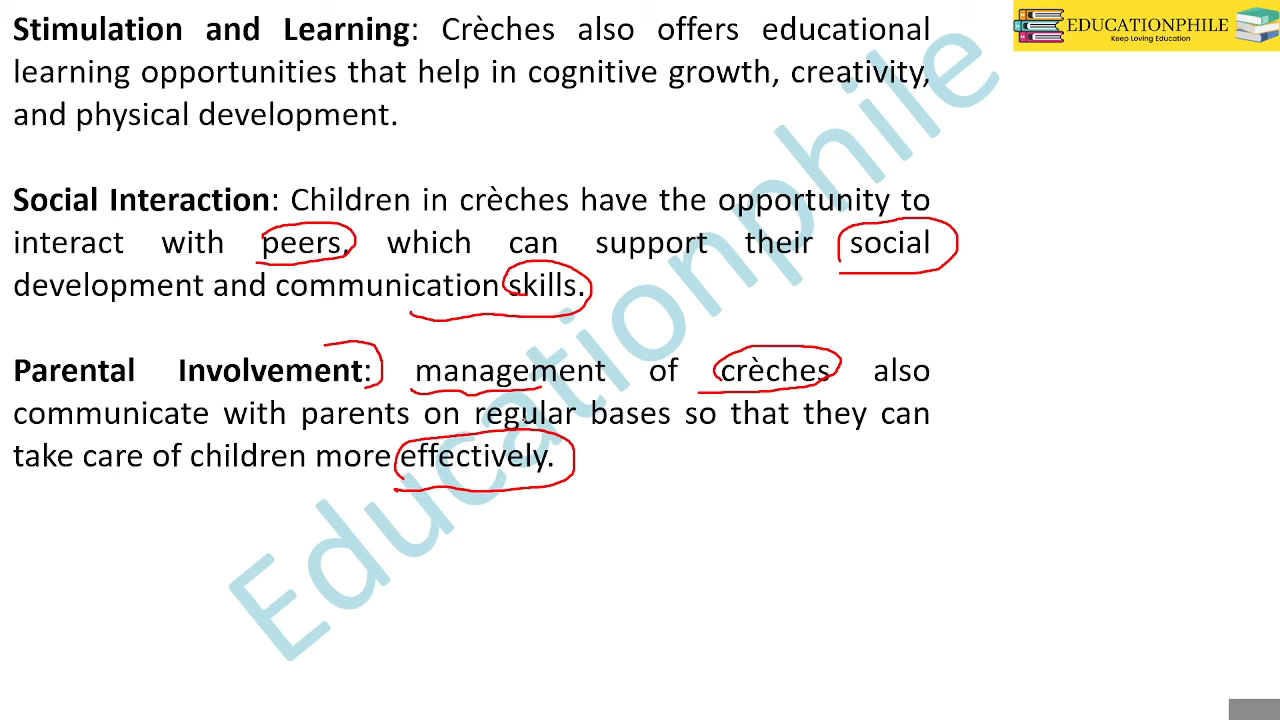 Stimulation and Learning: Crèches also offers educational
learning opportunities that help in cognitive growth, creativity,
and physical development.
Social Interaction: Children in crèches have the opportunity to
interact with peers, which can support their social
development and communication skills.
Parental Involvement: management of crèches also
communicate with parents on regular bases so that they can
take care of children more effectively.
EDUCATIONPHILE
Keep Loving Education
Educationphile